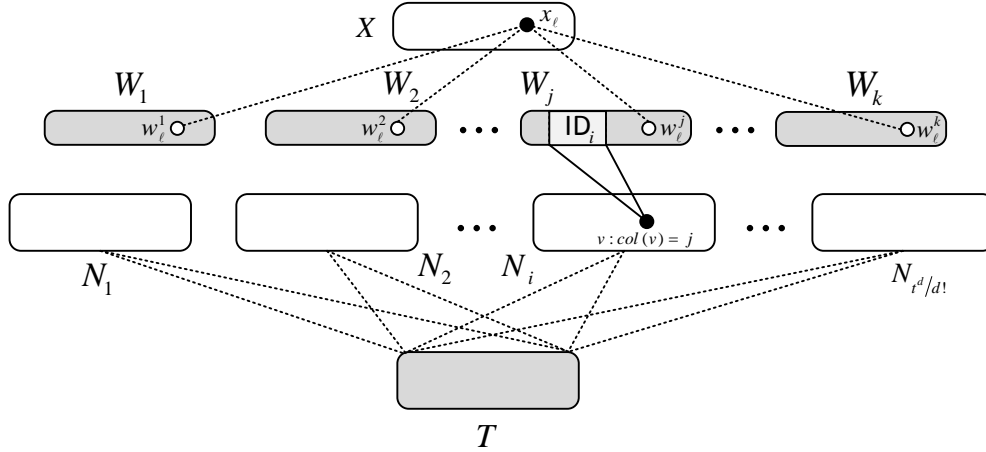 X
x_ℓ
W_1
W_2
W_j
W_k
w_ℓ^1
w_ℓ^2
• • •
ID_i
w_ℓ^j
• • •
w_ℓ^k
• • •
v : col (v) = j
• • •
N_1
N_2
N_i
N_{t^d/d!}
T